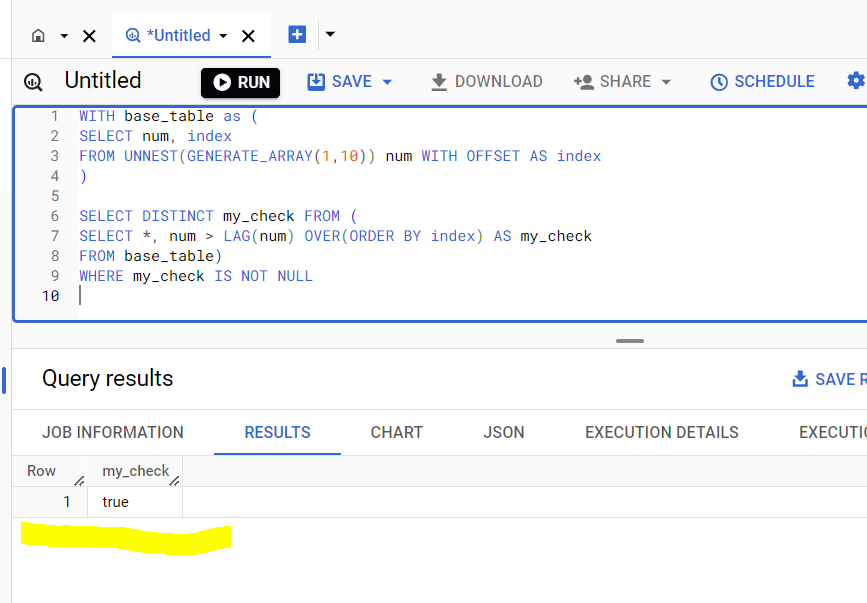 *Untitled
Untitled
RUN
SAVE
DOWNLOAD
SHARE
SCHEDULE
1 WITH base_table as (
2 SELECT num, index
3 FROM UNNEST(GENERATE_ARRAY(1,10)) num WITH OFFSET AS index
4 )
5
6 SELECT DISTINCT my_check FROM (
7 SELECT *, num > LAG(num) OVER(ORDER BY index) AS my_check
8 FROM base_table)
9 WHERE my_check IS NOT NULL
10
Query results
SAVE R
JOB INFORMATION
RESULTS
CHART
JSON
EXECUTION DETAILS
EXECUTIO
Row my_check
1 true